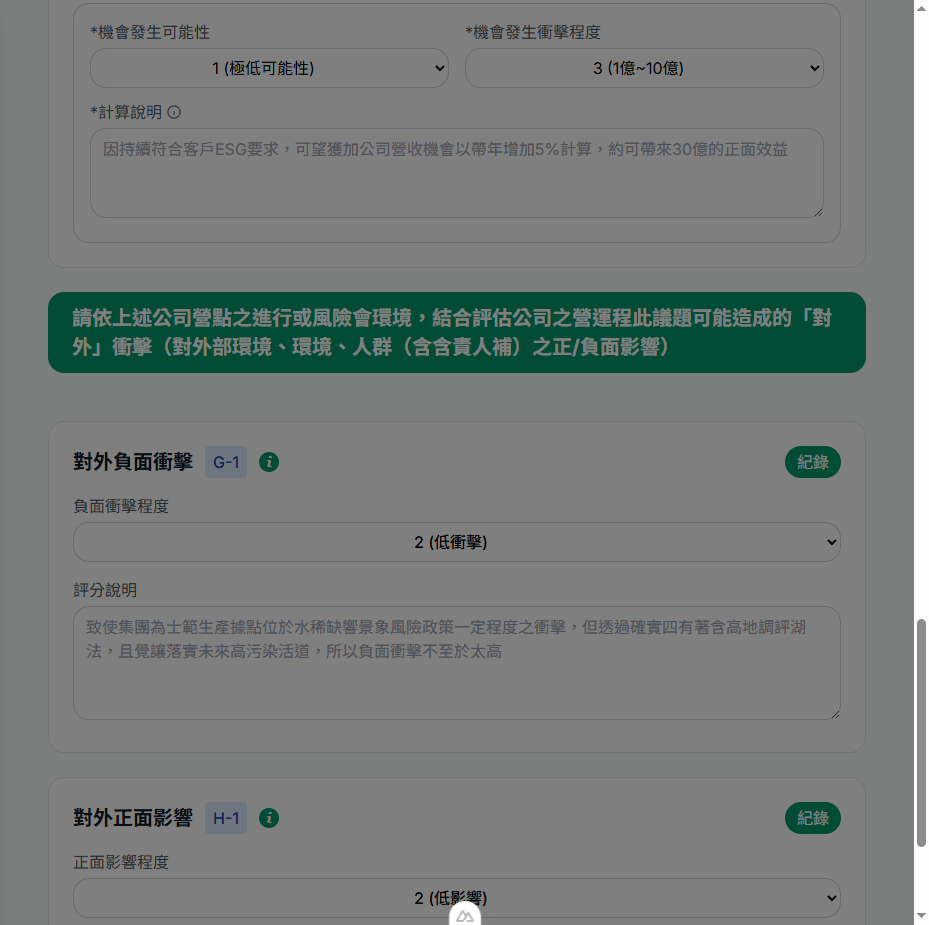 *機會發生可能性
*機會發生衝擊程度
1 (極低可能性)
3 (1億~10億)
*計算說明
因持續符合客戶ESG要求，可望獲加公司營收機會以帶年增加5%計算，約可帶來30億的正面效益
請依上述公司營點之進行或風險會環境，結合評估公司之營運程此議題可能造成的「對
外」衝擊（對外部環境、環境、人群（含含責人補）之正/負面影響）
對外負面衝擊
G-1
紀錄
負面衝擊程度
2 (低衝擊)
評分說明
致使集團為士範生產據點位於水稀缺響景象風險政策一定程度之衝擊，但透過確實四有著含高地調評湖
法，且覺讓落實未來高污染活道，所以負面衝擊不至於太高
對外正面影響
H-1
紀錄
正面影響程度
2 (低影響)